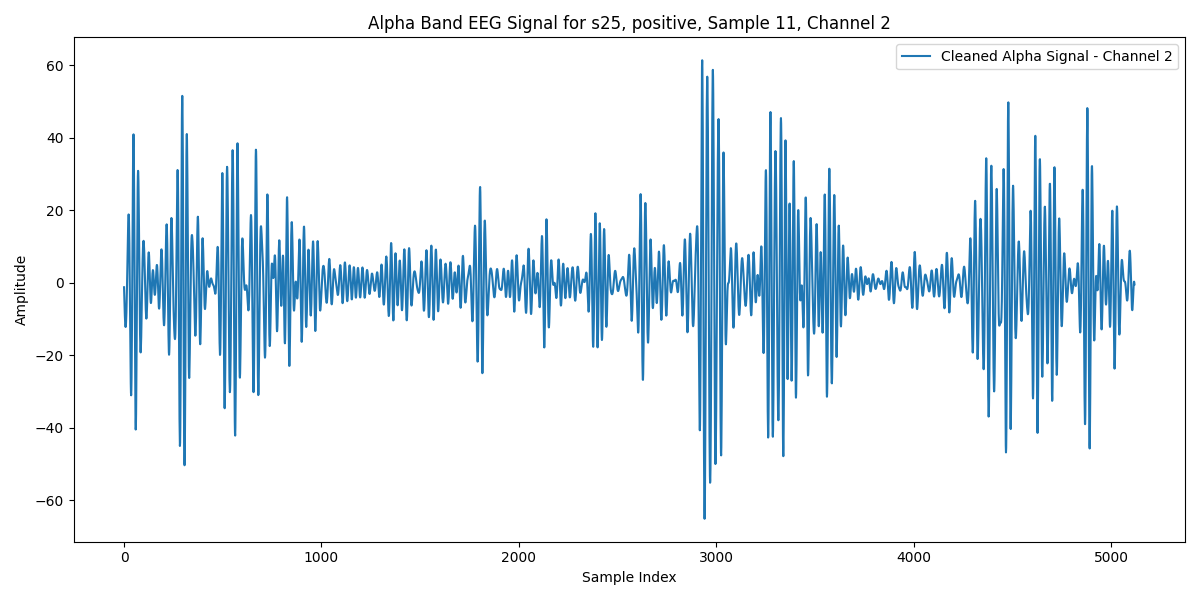 Alpha Band EEG Signal for s25, positive, Sample 11, Channel 2
Cleaned Alpha Signal - Channel 2
Amplitude
60
40
20
0
−20
−40
−60
0 1000 2000 3000 4000 5000
Sample Index